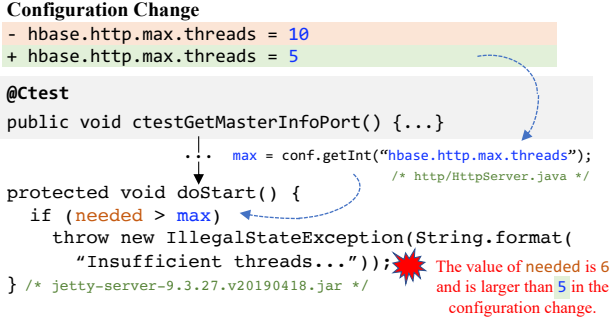 Configuration Change
- hbase.http.max.threads = 10
+ hbase.http.max.threads = 5
@Ctest
public void ctestGetMasterInfoPort() {...}
... max = conf.getInt(“hbase.http.max.threads”);
/* http/HttpServer.java */
protected void doStart() {
if (needed > max)
throw new IllegalStateException(String.format(
“Insufficient threads...”));
} /* jetty-server-9.3.27.v20190418.jar */
The value of needed is 6
and is larger than 5 in the
configuration change.